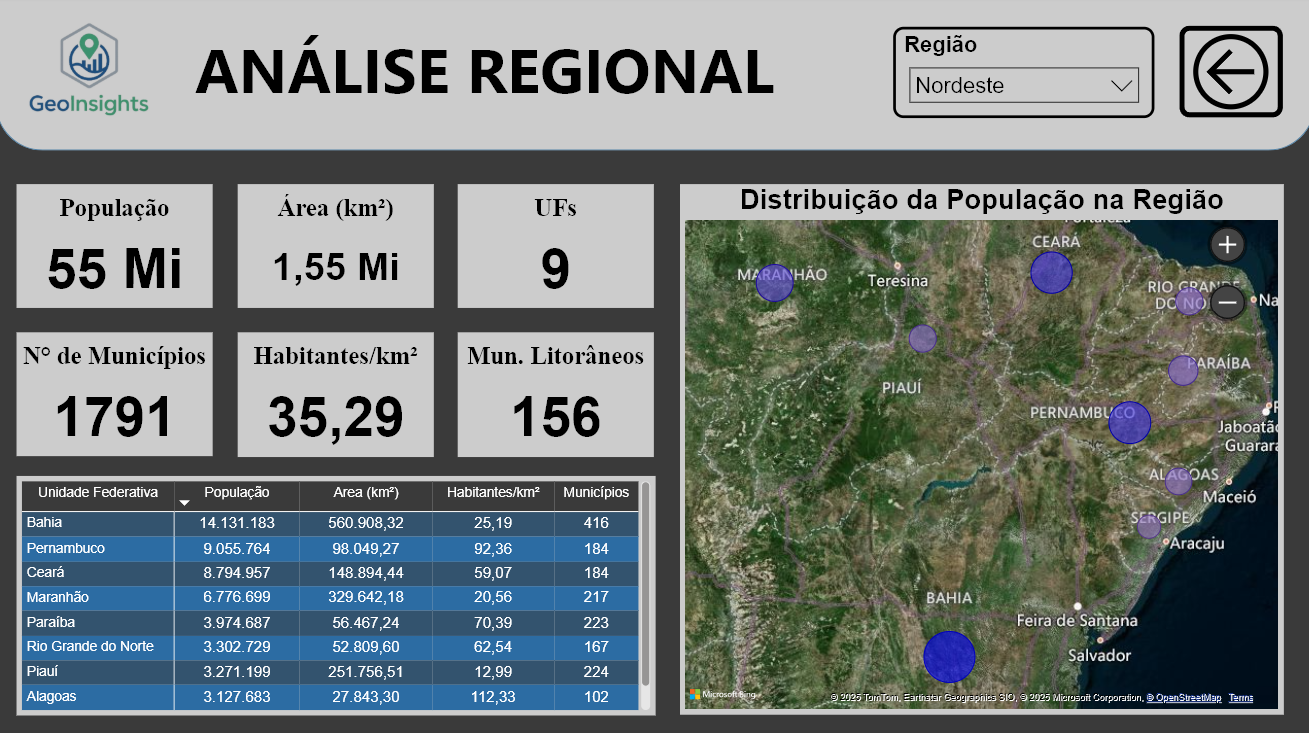 GeoInsights
ANÁLISE REGIONAL
Região
Nordeste
População
55 Mi
Área (km²)
1,55 Mi
UFs
9
N° de Municípios
1791
Habitantes/km²
35,29
Mun. Litorâneos
156
Unidade Federativa População Area (km²) Habitantes/km² Municípios
Bahia 14.131.183 560.908,32 25,19 416
Pernambuco 9.055.764 98.049,27 92,36 184
Ceará 8.794.957 148.894,44 59,07 184
Maranhão 6.776.699 329.642,18 20,56 217
Paraíba 3.974.687 56.467,24 70,39 223
Rio Grande do Norte 3.302.729 52.809,60 62,54 167
Piauí 3.271.199 251.756,51 12,99 224
Alagoas 3.127.683 27.843,30 112,33 102
Distribuição da População na Região
Fortaleza
CEARÁ
MARANHÃO
Teresina
RIO GRANDE
DO NO
Na
PIAUÍ
PARAÍBA
PERNAMBUCO
Jaboatão
Guarara
ALAGOAS
Maceió
SERGIPE
Aracaju
BAHIA
Feira de Santana
Salvador
Microsoft Bing
© 2025 TomTom, Earthstar Geographics SIO, © 2025 Microsoft Corporation, © OpenStreetMap Terms